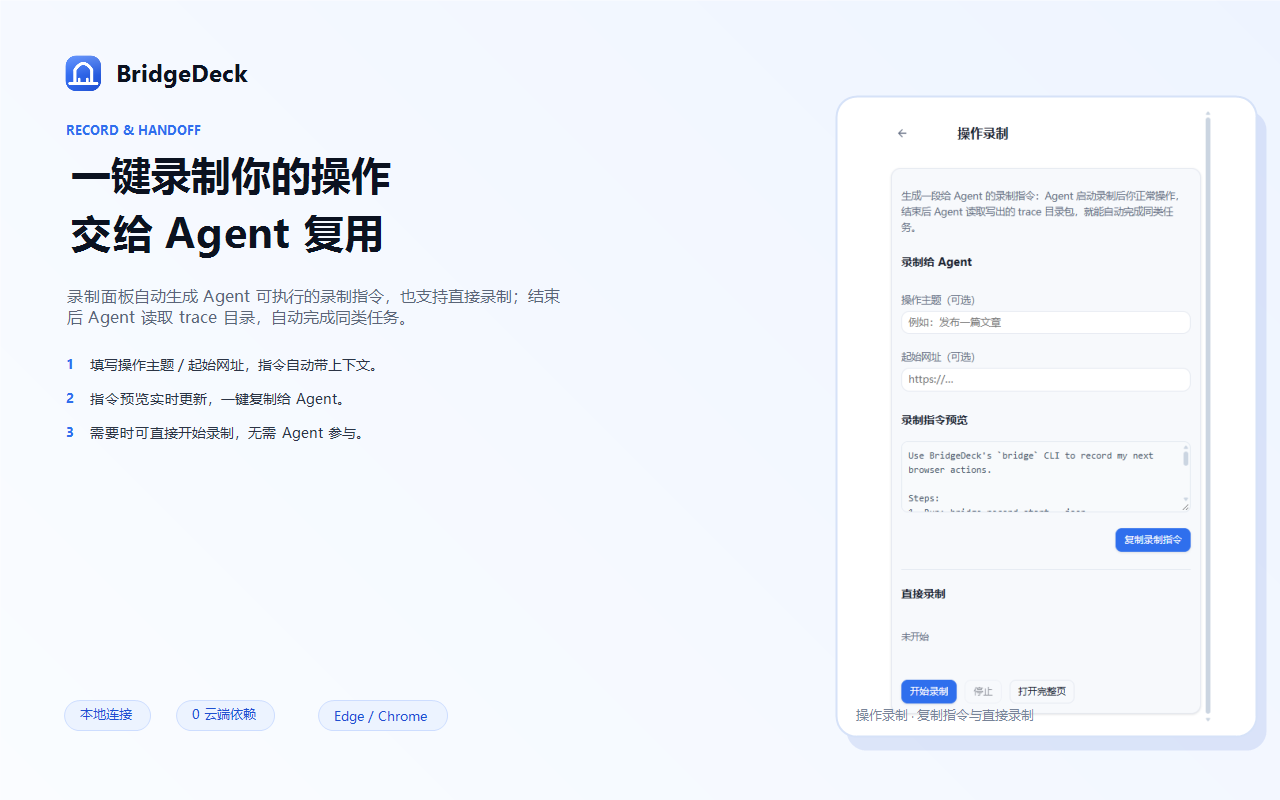 BridgeDeck
RECORD & HANDOFF
一键录制你的操作
交给 Agent 复用
录制面板自动生成 Agent 可执行的录制指令，也支持直接录制；结束
后 Agent 读取 trace 目录，自动完成同类任务。
1 填写操作主题 / 起始网址，指令自动带上下文。
2 指令预览实时更新，一键复制给 Agent。
3 需要时可直接开始录制，无需 Agent 参与。
本地连接
0 云端依赖
Edge / Chrome
操作录制
生成一段给 Agent 的录制指令：Agent 启动录制后你正常操作，
结束后 Agent 读取写出的 trace 目录包，就能自动完成同类任
务。
录制给 Agent
操作主题（可选）
例如：发布一篇文章
起始网址（可选）
https://...
录制指令预览
Use BridgeDeck's `bridge` CLI to record my next
browser actions.
Steps:
1. Run: bridge record start --json
复制录制指令
直接录制
未开始
开始录制
停止
打开完整页
操作录制 · 复制指令与直接录制